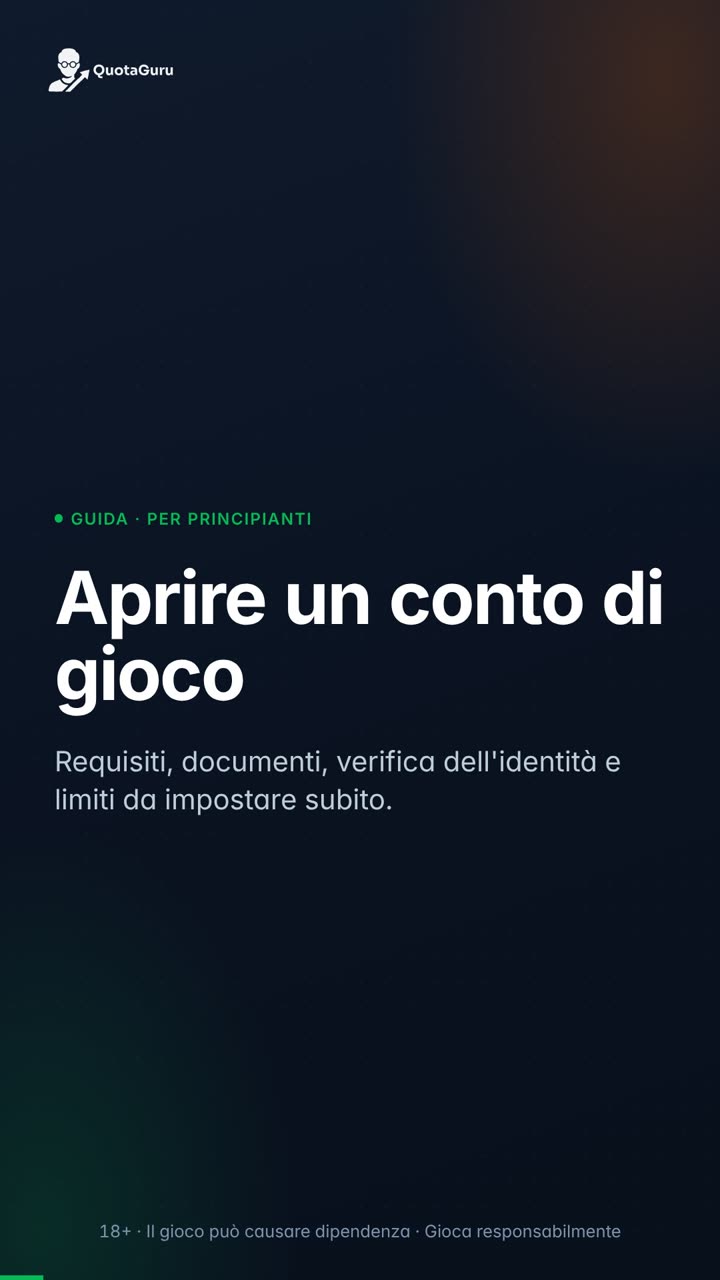 QuotaGuru
GUIDA · PER PRINCIPIANTI
Aprire un conto di
gioco
Requisiti, documenti, verifica dell'identità e
limiti da impostare subito.
18+ · Il gioco può causare dipendenza · Gioca responsabilmente